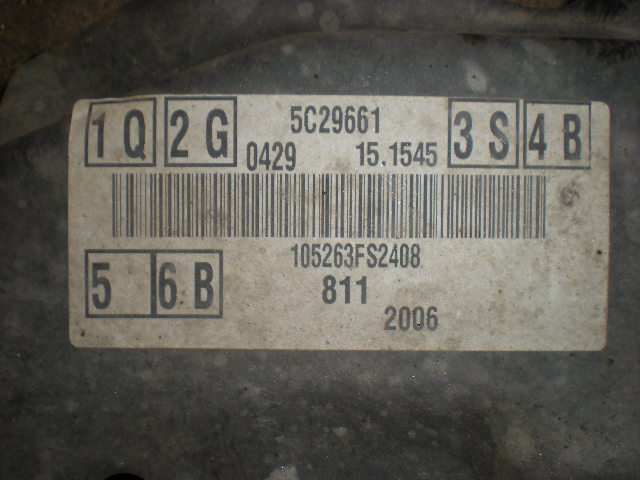 1Q 2G 5C29661 3S 4B
0429 15.1545
105263FS2408
5 6B 811
2006